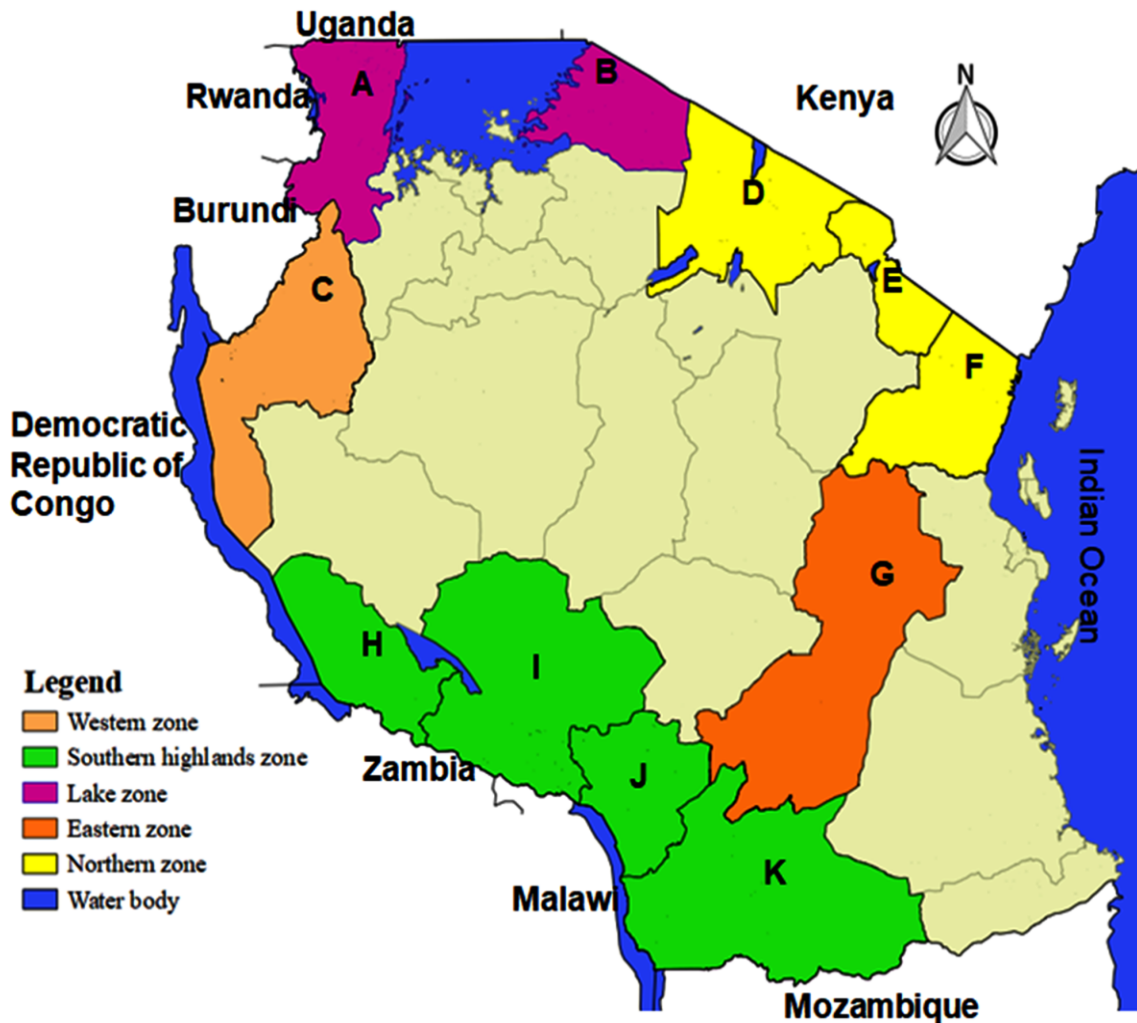 Uganda
A
B
Rwanda
Kenya
N
D
Burundi
C
E
F
Democratic
Republic of
Congo
Indian Ocean
G
H
I
Legend
Western zone
Southern highlands zone
Lake zone
Eastern zone
Northern zone
Water body
Zambia
J
K
Malawi
Mozambique